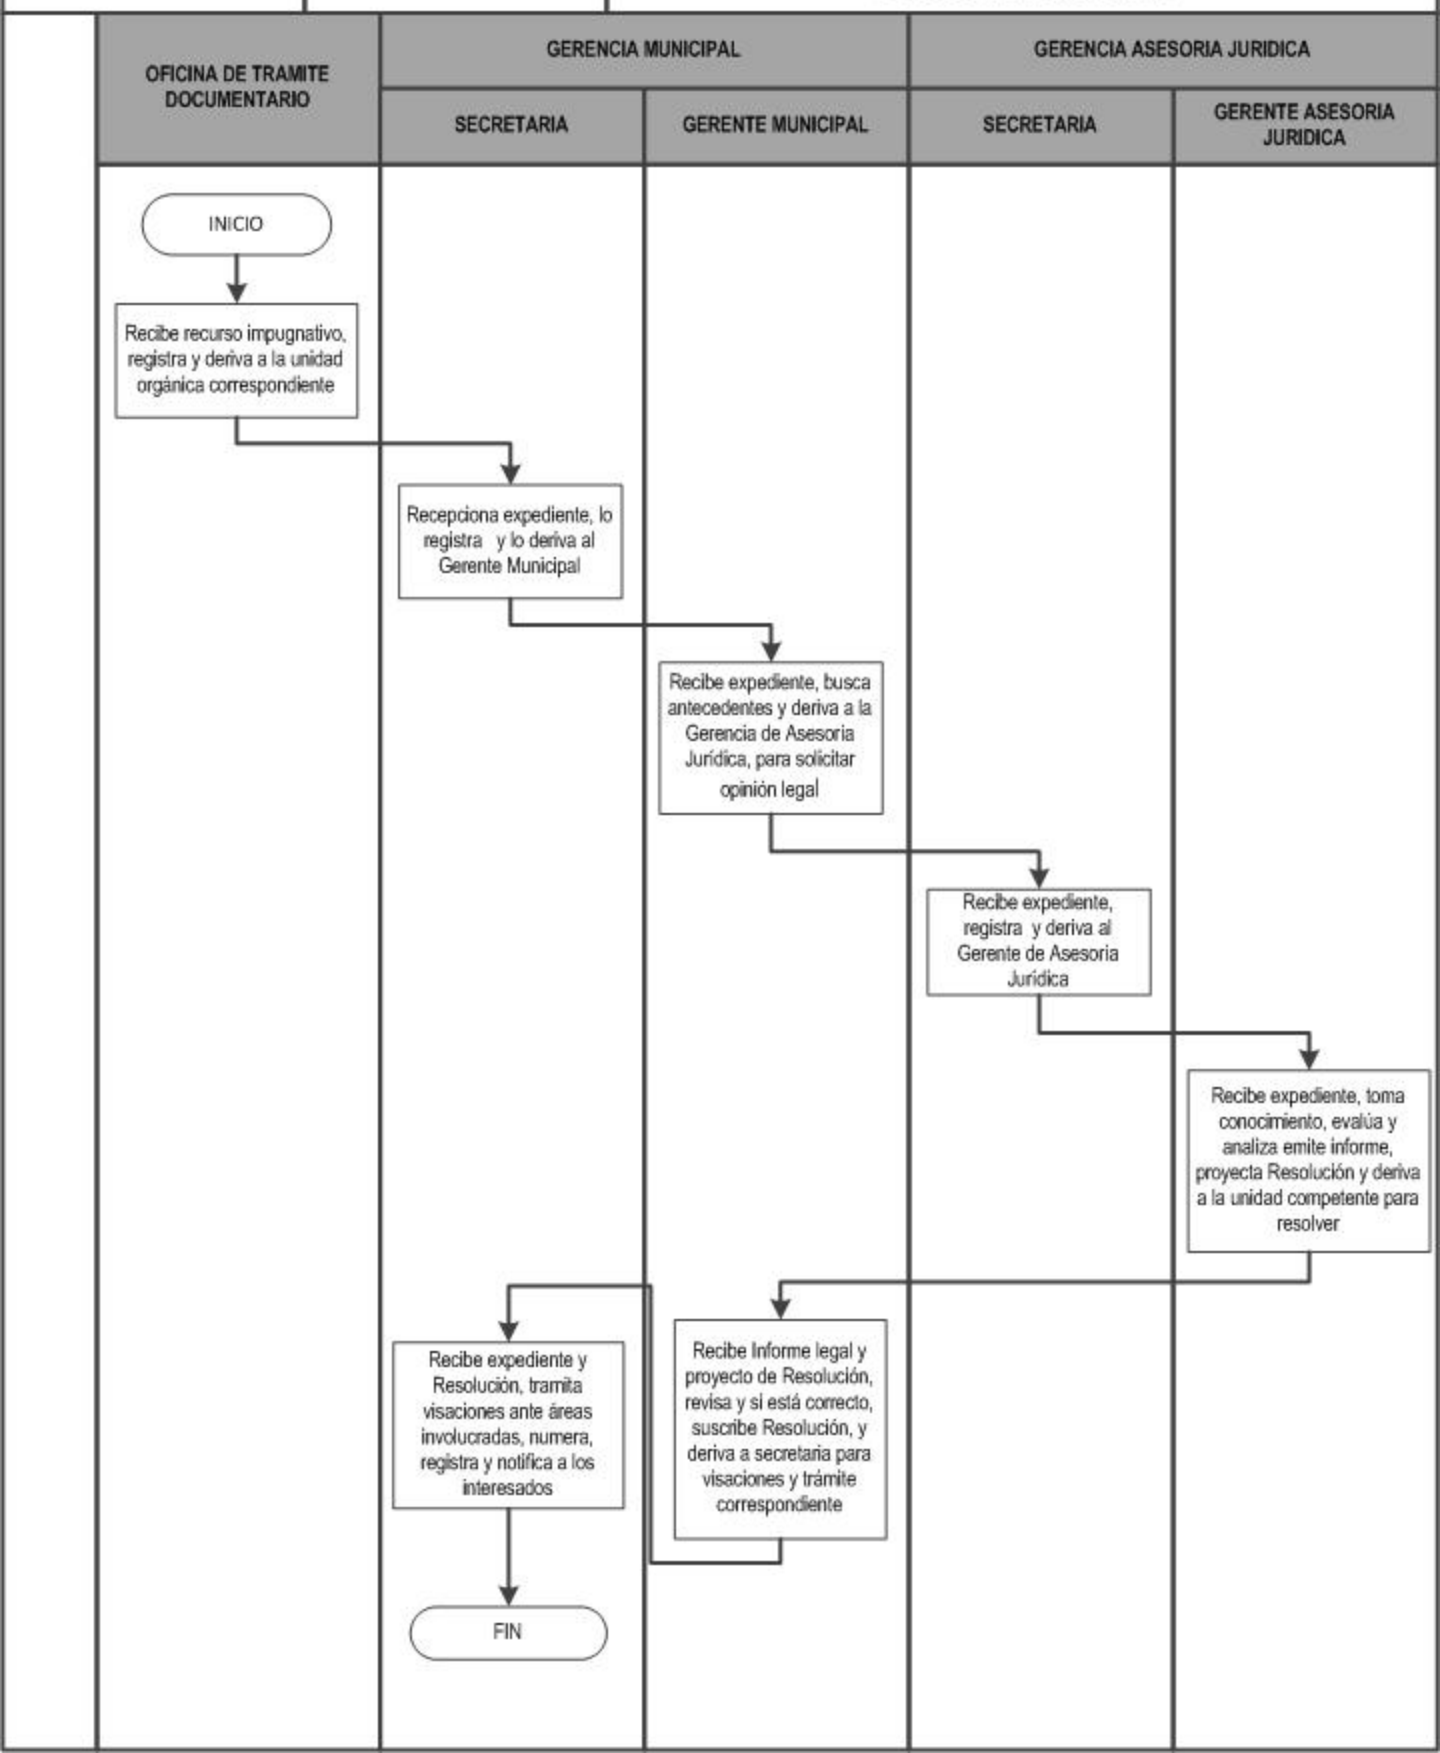 OFICINA DE TRAMITE
DOCUMENTARIO
GERENCIA MUNICIPAL
GERENCIA ASESORIA JURIDICA
SECRETARIA
GERENTE MUNICIPAL
SECRETARIA
GERENTE ASESORIA
JURIDICA
INICIO
Recibe recurso impugnativo,
registra y deriva a la unidad
orgánica correspondiente
Recepciona expediente, lo
registra y lo deriva al
Gerente Municipal
Recibe expediente, busca
antecedentes y deriva a la
Gerencia de Asesoria
Jurídica, para solicitar
opinión legal
Recibe expediente,
registra y deriva al
Gerente de Asesoria
Jurídica
Recibe expediente, toma
conocimiento, evalúa y
analiza emite informe,
proyecta Resolución y deriva
a la unidad competente para
resolver
Recibe Informe legal y
proyecto de Resolución,
revisa y si está correcto,
suscribe Resolución, y
deriva a secretaria para
visaciones y trámite
correspondiente
Recibe expediente y
Resolución, tramita
visaciones ante áreas
involucradas, numera,
registra y notifica a los
interesados
FIN